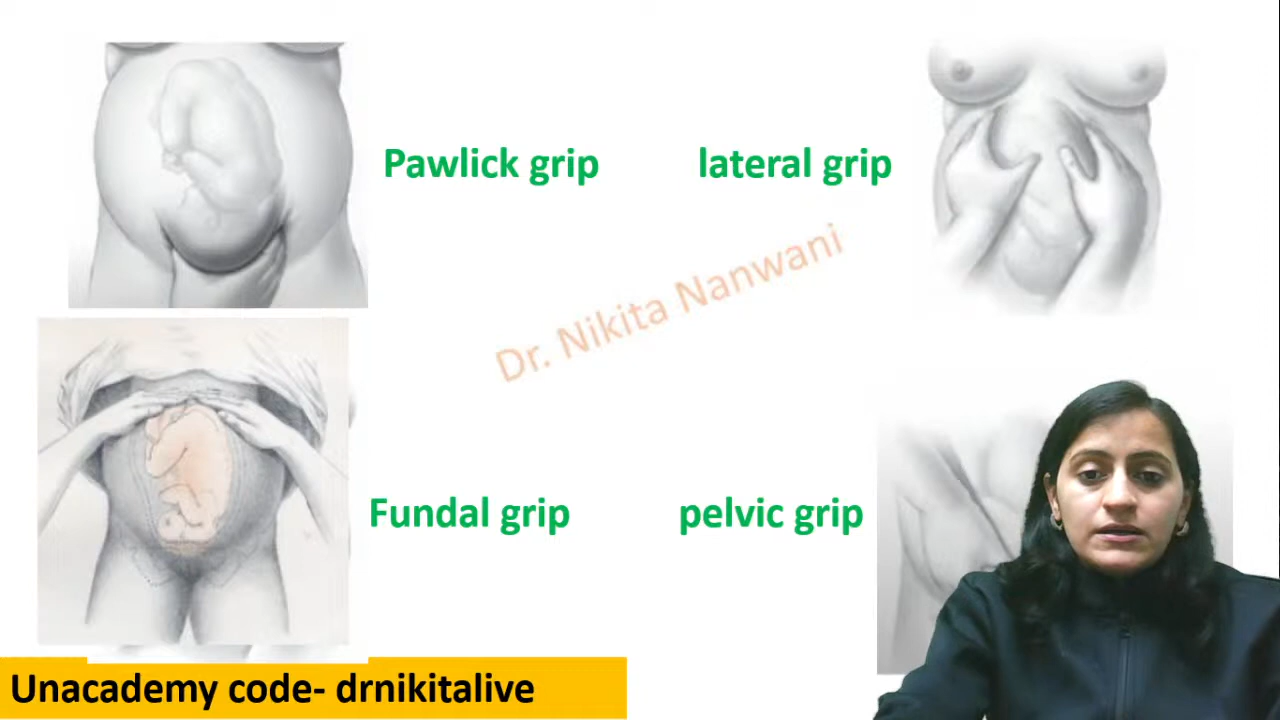 Pawlick grip
lateral grip
Dr. Nikita Nanwani
Fundal grip
pelvic grip
Unacademy code- drnikitalive